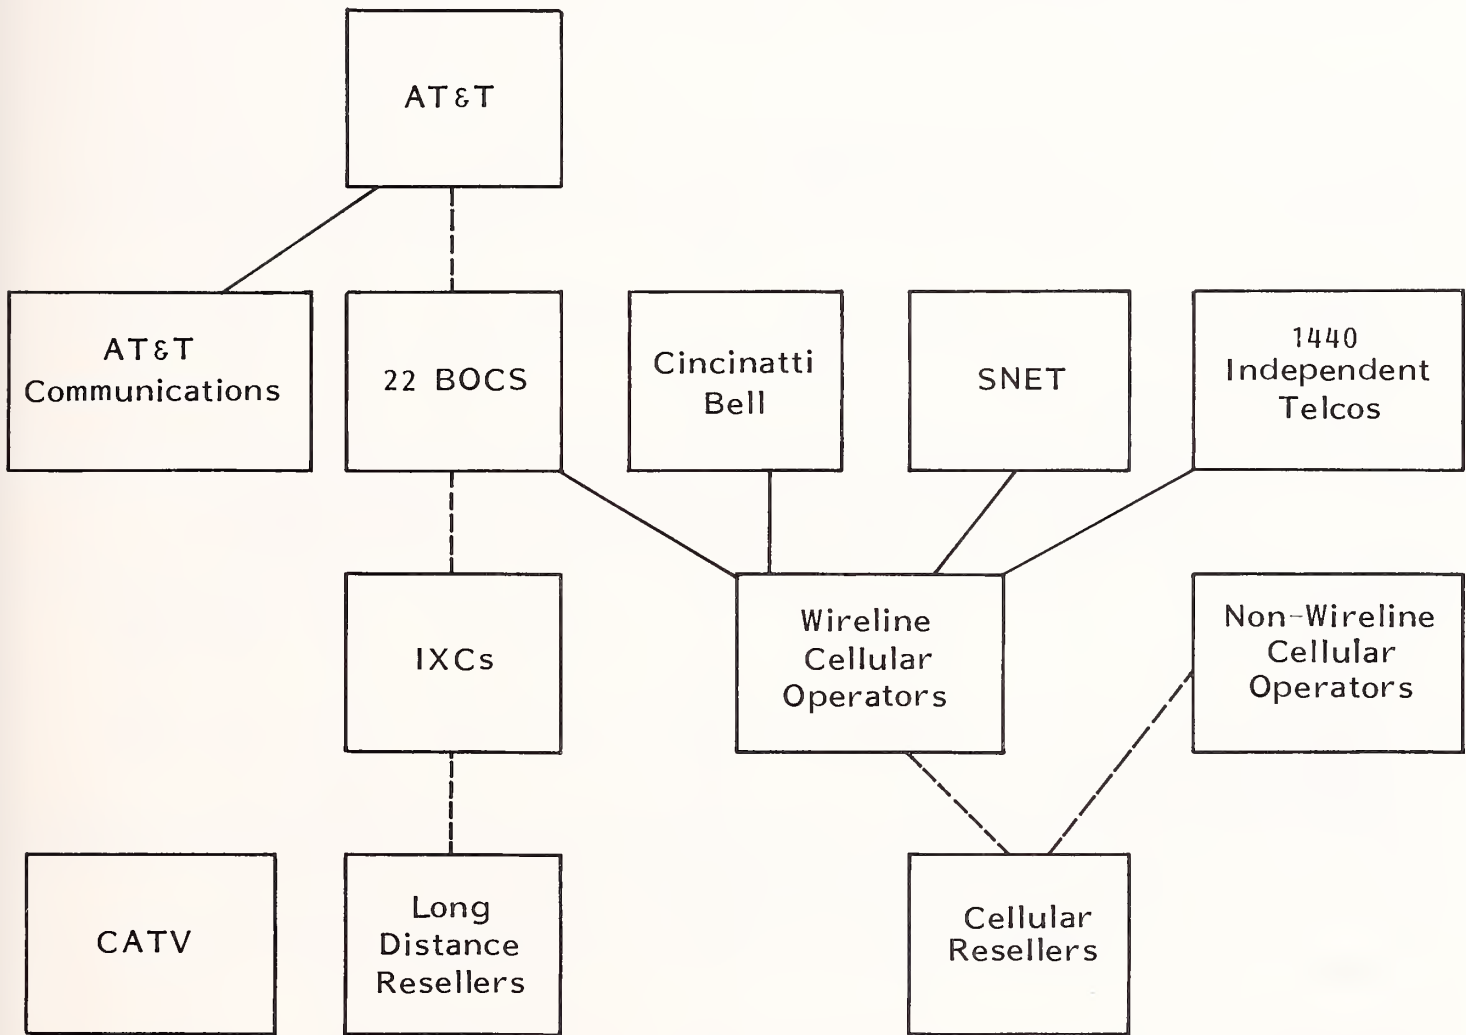 AT&T
AT&T
Communications
22 BOCS
Cincinatti
Bell
SNET
1440
Independent
Telcos
IXCs
Wireline
Cellular
Operators
Non-Wireline
Cellular
Operators
CATV
Long
Distance
Resellers
Cellular
Resellers